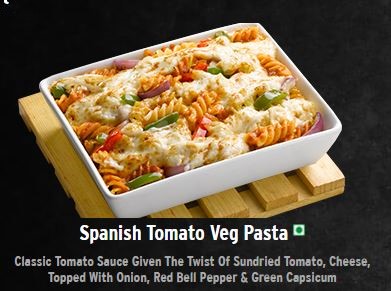 Spanish Tomato Veg Pasta
Classic Tomato Sauce Given The Twist Of Sundried Tomato, Cheese,
Topped With Onion, Red Bell Pepper & Green Capsicum